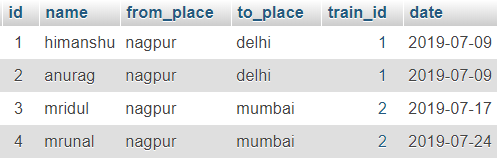 id name from_place to_place train_id date
1 himanshu nagpur delhi 1 2019-07-09
2 anurag nagpur delhi 1 2019-07-09
3 mridul nagpur mumbai 2 2019-07-17
4 mrunal nagpur mumbai 2 2019-07-24